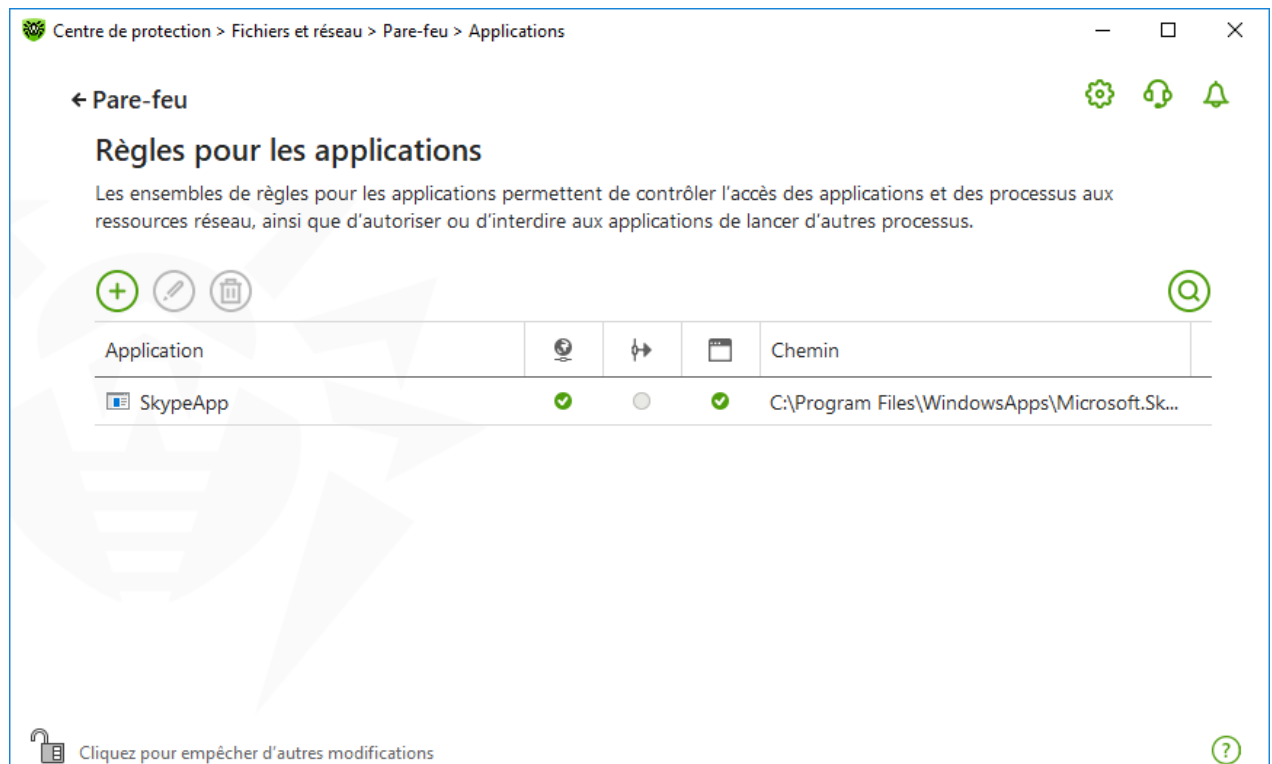 Centre de protection > Fichiers et réseau > Pare-feu > Applications
Pare-feu
Règles pour les applications
Les ensembles de règles pour les applications permettent de contrôler l'accès des applications et des processus aux
ressources réseau, ainsi que d'autoriser ou d'interdire aux applications de lancer d'autres processus.
Application Chemin
SkypeApp C:\Program Files\WindowsApps\Microsoft.Sk...
Cliquez pour empêcher d'autres modifications
?